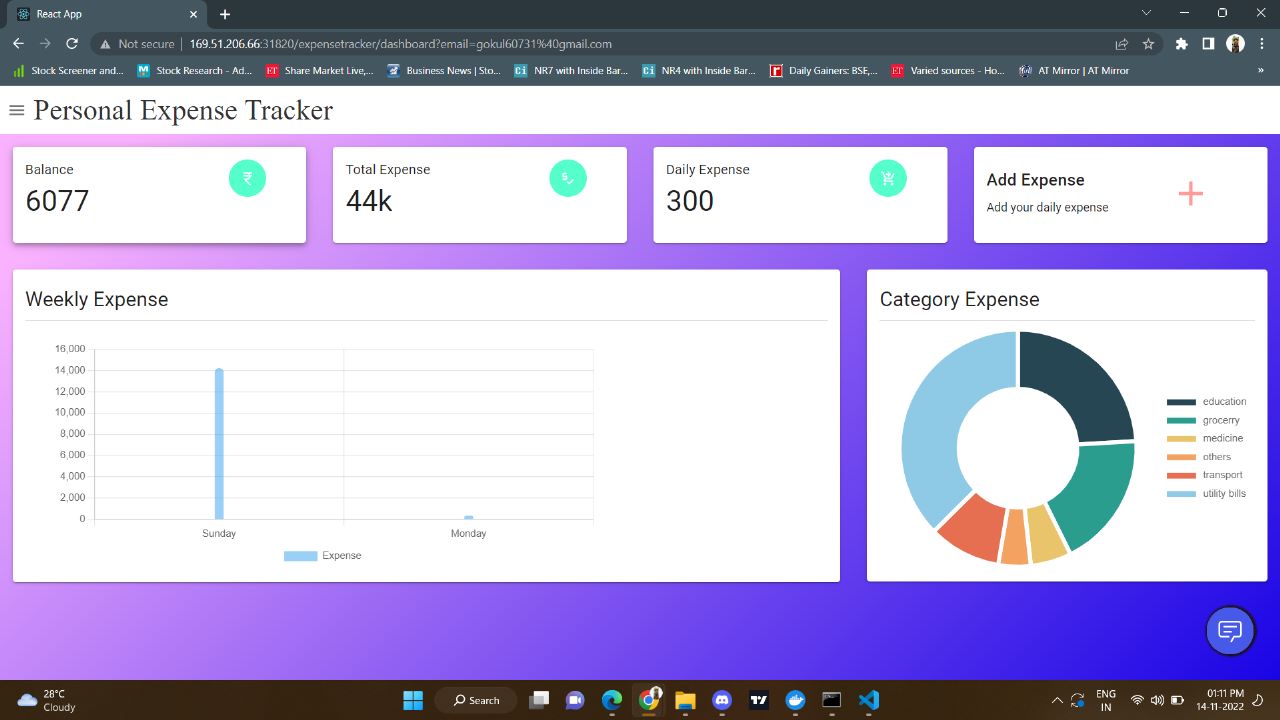 React App
Not secure | 169.51.206.66:31820/expensetracker/dashboard?email=gokul60731%40gmail.com
Stock Screener and... M Stock Research - Ad... ET Share Market Live,... Business News | Sto... Ci NR7 with Inside Bar... Ci NR4 with Inside Bar... r Daily Gainers: BSE,... ET Varied sources - Ho... AT Mirror | AT Mirror »
Personal Expense Tracker
Balance
6077
Total Expense
44k
Daily Expense
300
Add Expense
Add your daily expense
Weekly Expense
16,000
14,000
12,000
10,000
8,000
6,000
4,000
2,000
0
Sunday Monday
Expense
Category Expense
education
grocerry
medicine
others
transport
utility bills
28°C
Cloudy
Search
ENG
IN
01:11 PM
14-11-2022